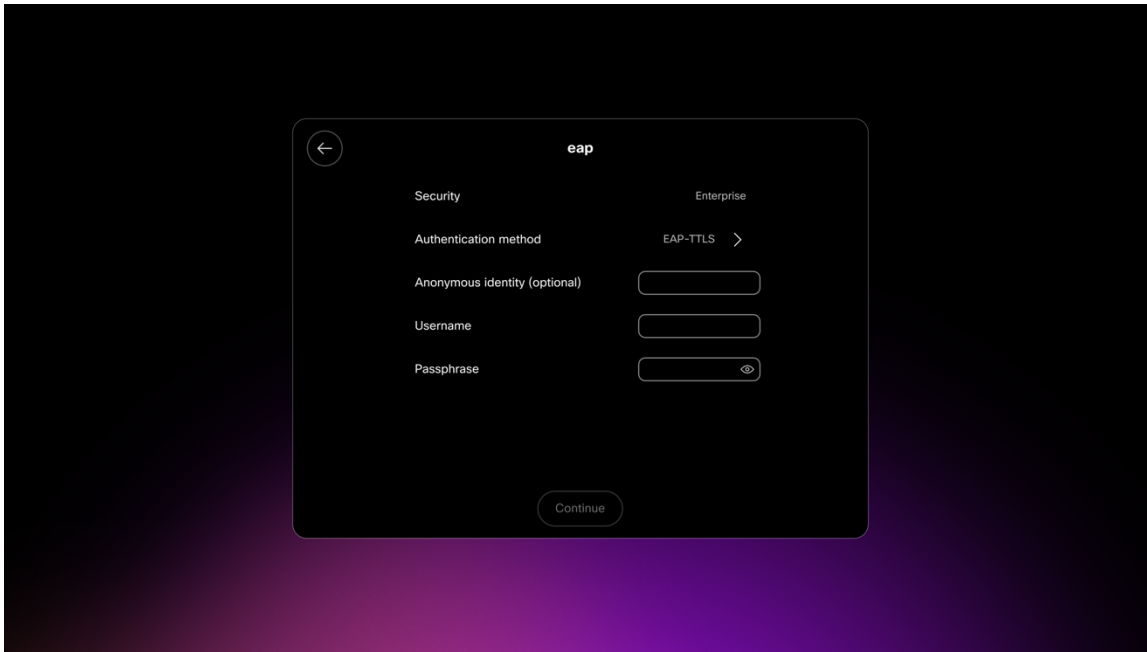 eap
Security Enterprise
Authentication method EAP-TTLS
Anonymous identity (optional)
Username
Passphrase
Continue